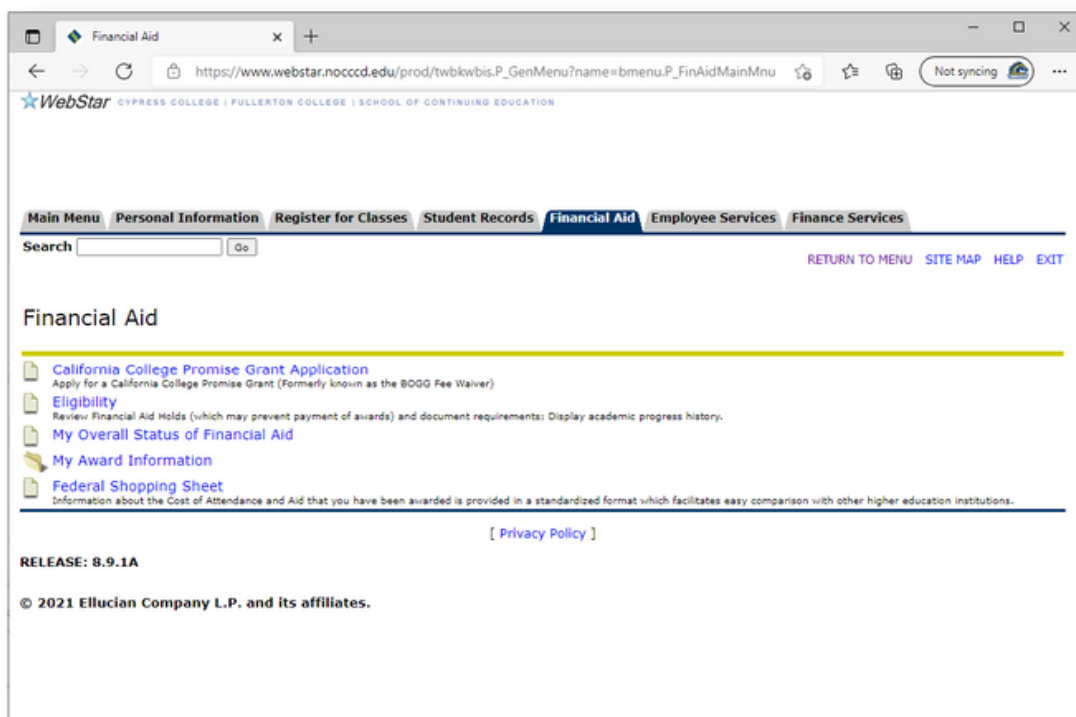 Financial Aid
https://www.webstar.nocccd.edu/prod/twbkwbis.P_GenMenu?name=bmenu.P_FinAidMainMnu Not syncing
WebStar CYPRESS COLLEGE | FULLERTON COLLEGE | SCHOOL OF CONTINUING EDUCATION
Main Menu Personal Information Register for Classes Student Records Financial Aid Employee Services Finance Services
Search Go
RETURN TO MENU SITE MAP HELP EXIT
Financial Aid
California College Promise Grant Application
Apply for a California College Promise Grant (Formerly known as the BOGG Fee Waiver)
Eligibility
Review Financial Aid Holds (which may prevent payment of awards) and document requirements; Display academic progress history.
My Overall Status of Financial Aid
My Award Information
Federal Shopping Sheet
Information about the Cost of Attendance and Aid that you have been awarded is provided in a standardized format which facilitates easy comparison with other higher education institutions.
[ Privacy Policy ]
RELEASE: 8.9.1A
© 2021 Ellucian Company L.P. and its affiliates.